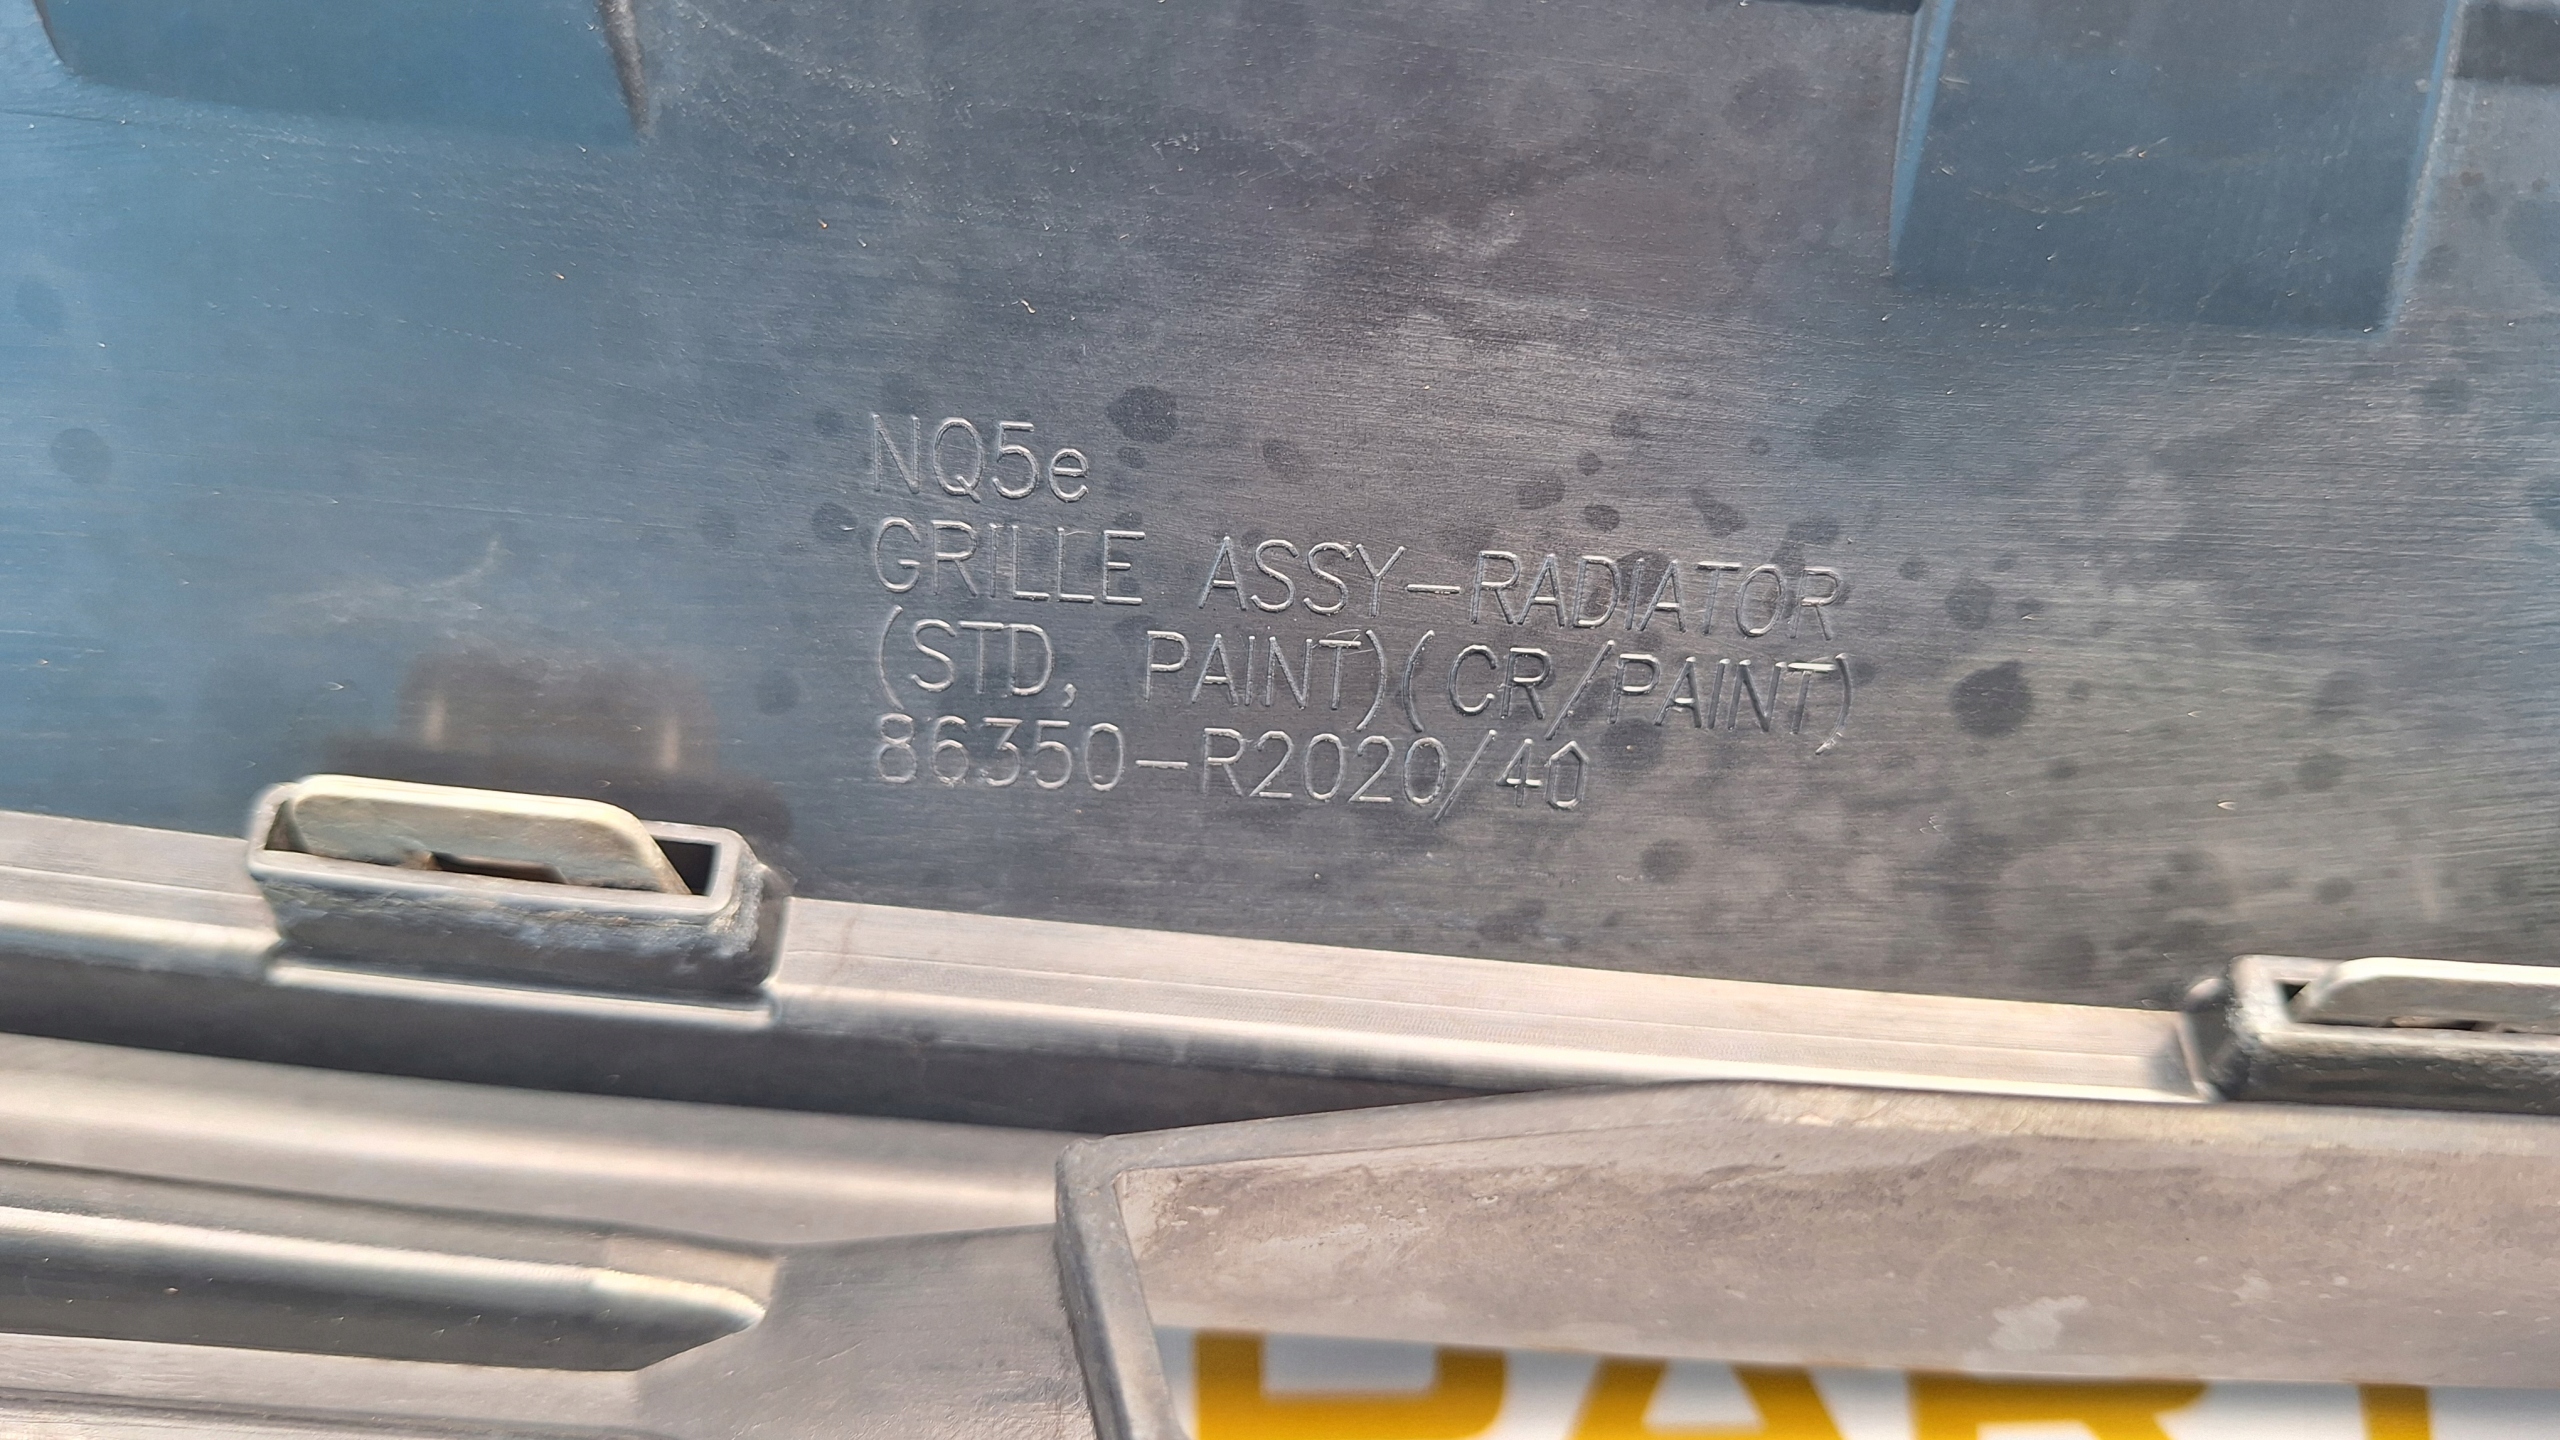 NQ5e
GRILLE ASSY-RADIATOR
(STD, PAINT)(CR/PAINT)
86350-R2020/40